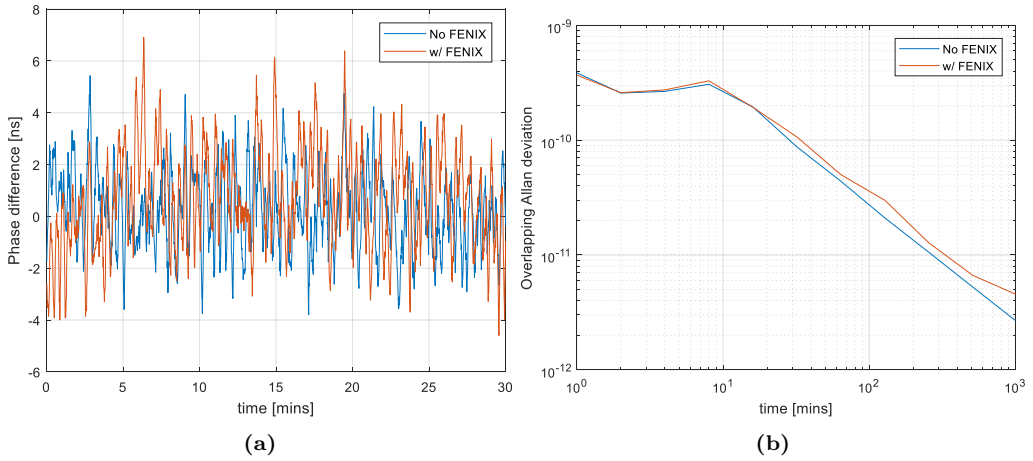 8
6
4
2
0
-2
-4
-6
Phase difference [ns]
0 5 10 15 20 25 30
time [mins]
No FENIX
w/ FENIX
(a)
10^-9
10^-10
10^-11
10^-12
Overlapping Allan deviation
10^0 10^1 10^2 10^3
time [mins]
No FENIX
w/ FENIX
(b)